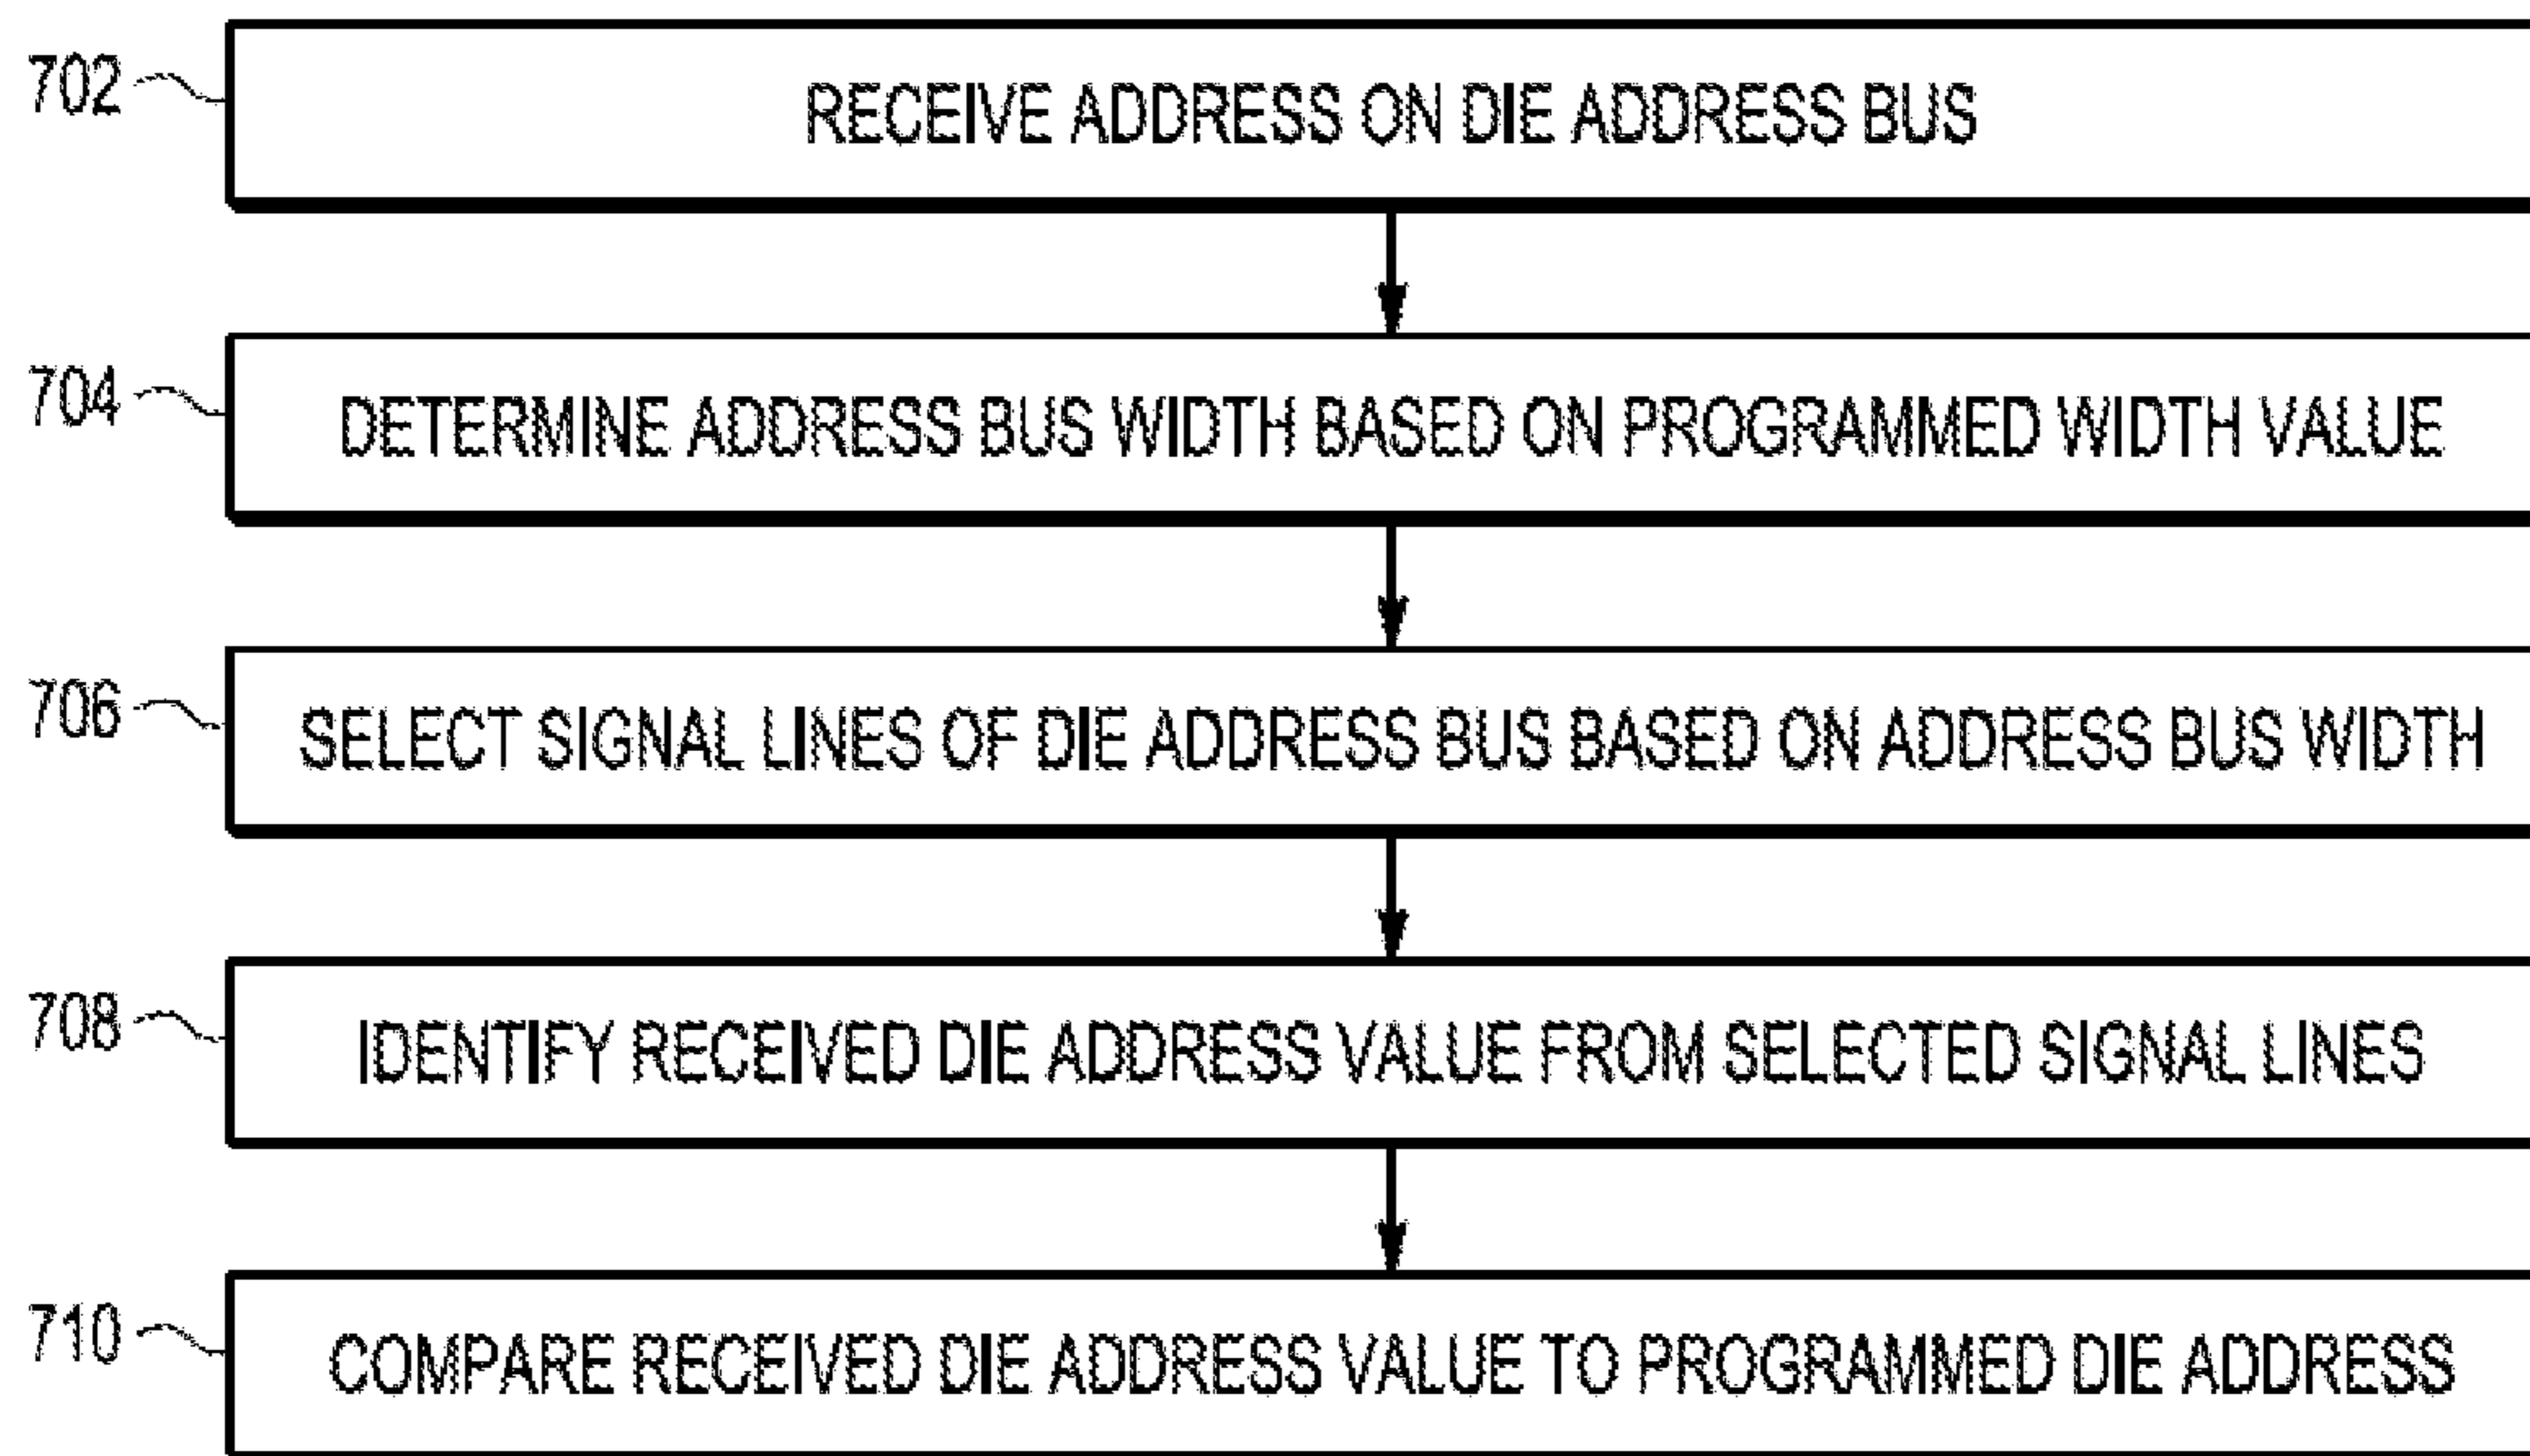 702 RECEIVE ADDRESS ON DIE ADDRESS BUS
704 DETERMINE ADDRESS BUS WIDTH BASED ON PROGRAMMED WIDTH VALUE
706 SELECT SIGNAL LINES OF DIE ADDRESS BUS BASED ON ADDRESS BUS WIDTH
708 IDENTIFY RECEIVED DIE ADDRESS VALUE FROM SELECTED SIGNAL LINES
710 COMPARE RECEIVED DIE ADDRESS VALUE TO PROGRAMMED DIE ADDRESS